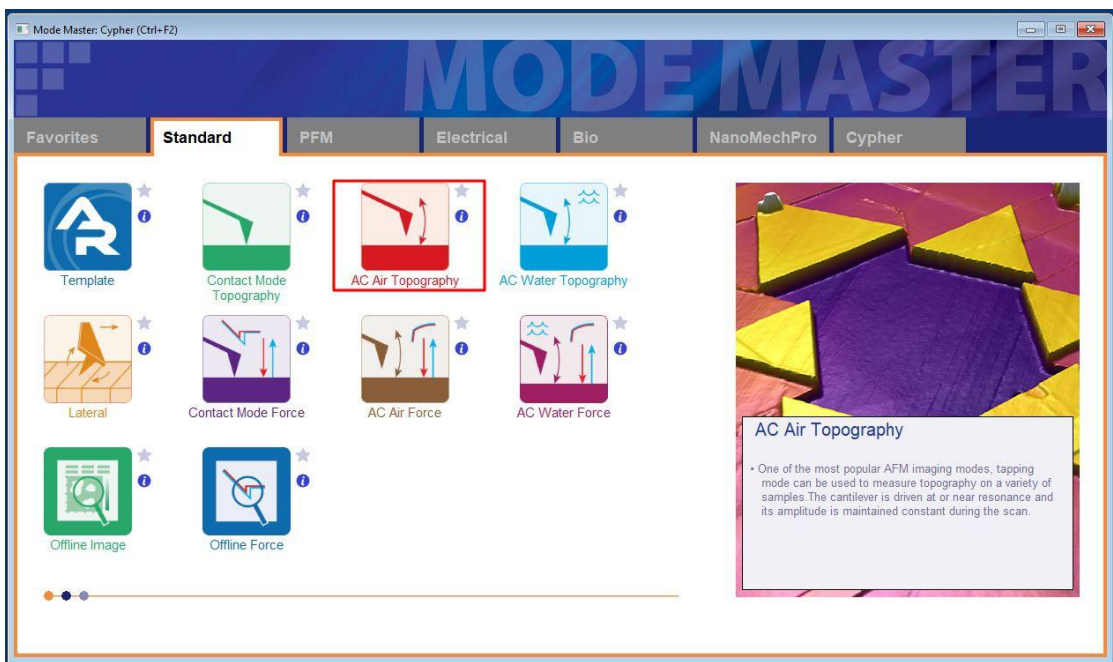 Mode Master: Cypher (Ctrl+F2)
MODE MASTER
Favorites Standard PFM Electrical Bio NanoMechPro Cypher
AR
Template
Contact Mode
Topography
AC Air Topography
AC Water Topography
Lateral
Contact Mode Force
AC Air Force
AC Water Force
Offline Image
Offline Force
AC Air Topography
• One of the most popular AFM imaging modes, tapping
mode can be used to measure topography on a variety of
samples.The cantilever is driven at or near resonance and
its amplitude is maintained constant during the scan.